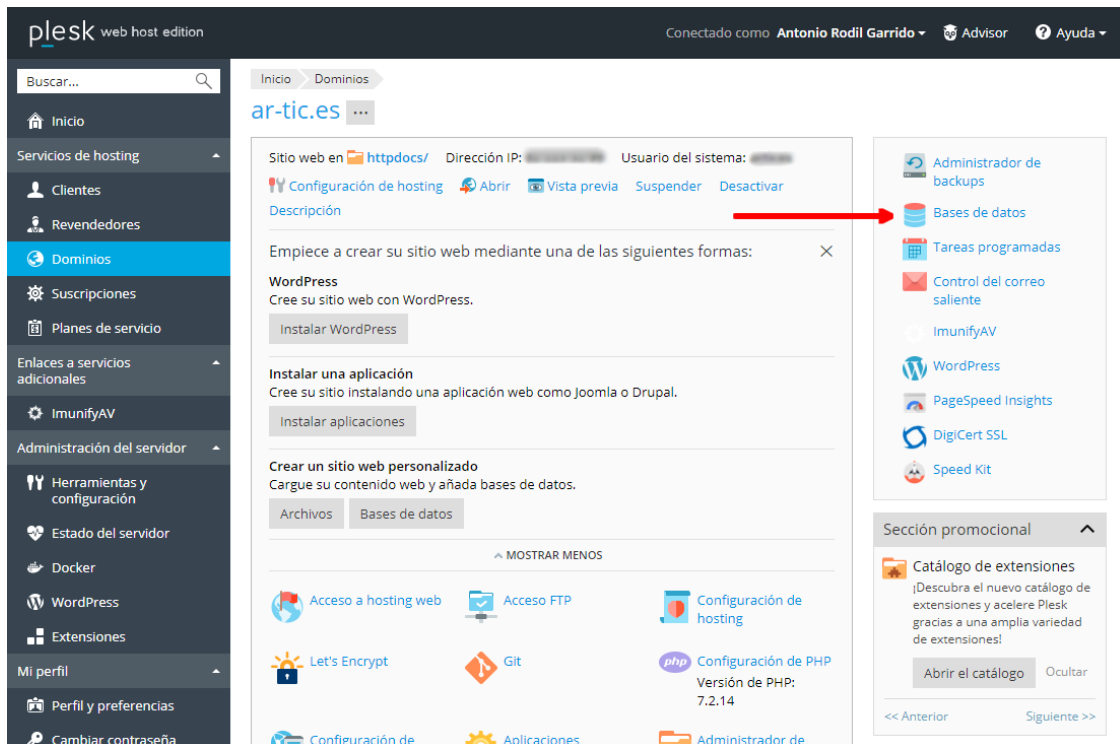 plesk web host edition
Conectado como Antonio Rodil Garrido
Advisor
Ayuda
Buscar...
Inicio
Servicios de hosting
Clientes
Revendedores
Dominios
Suscripciones
Planes de servicio
Enlaces a servicios
adicionales
ImunifyAV
Administración del servidor
Herramientas y
configuración
Estado del servidor
Docker
WordPress
Extensiones
Mi perfil
Perfil y preferencias
Cambiar contraseña
Inicio
Dominios
ar-tic.es ...
Sitio web en httpdocs/ Dirección IP: Usuario del sistema:
Configuración de hosting Abrir Vista previa Suspender Desactivar
Descripción
Empiece a crear su sitio web mediante una de las siguientes formas:
WordPress
Cree su sitio web con WordPress.
Instalar WordPress
Instalar una aplicación
Cree su sitio instalando una aplicación web como Joomla o Drupal.
Instalar aplicaciones
Crear un sitio web personalizado
Cargue su contenido web y añada bases de datos.
Archivos Bases de datos
MOSTRAR MENOS
Acceso a hosting web
Acceso FTP
Configuración de
hosting
Let's Encrypt
Git
php
Configuración de PHP
Versión de PHP:
7.2.14
Configuración de
Aplicaciones
Administrador de
Administrador de
backups
Bases de datos
Tareas programadas
Control del correo
saliente
ImunifyAV
WordPress
PageSpeed Insights
DigiCert SSL
Speed Kit
Sección promocional
Catálogo de extensiones
¡Descubra el nuevo catálogo de
extensiones y acelere Plesk
gracias a una amplia variedad
de extensiones!
Abrir el catálogo Ocultar
<< Anterior Siguiente >>